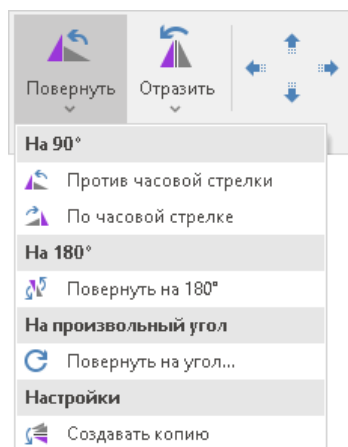 Повернуть
Отразить
На 90°
Против часовой стрелки
По часовой стрелке
На 180°
Повернуть на 180°
На произвольный угол
Повернуть на угол...
Настройки
Создавать копию